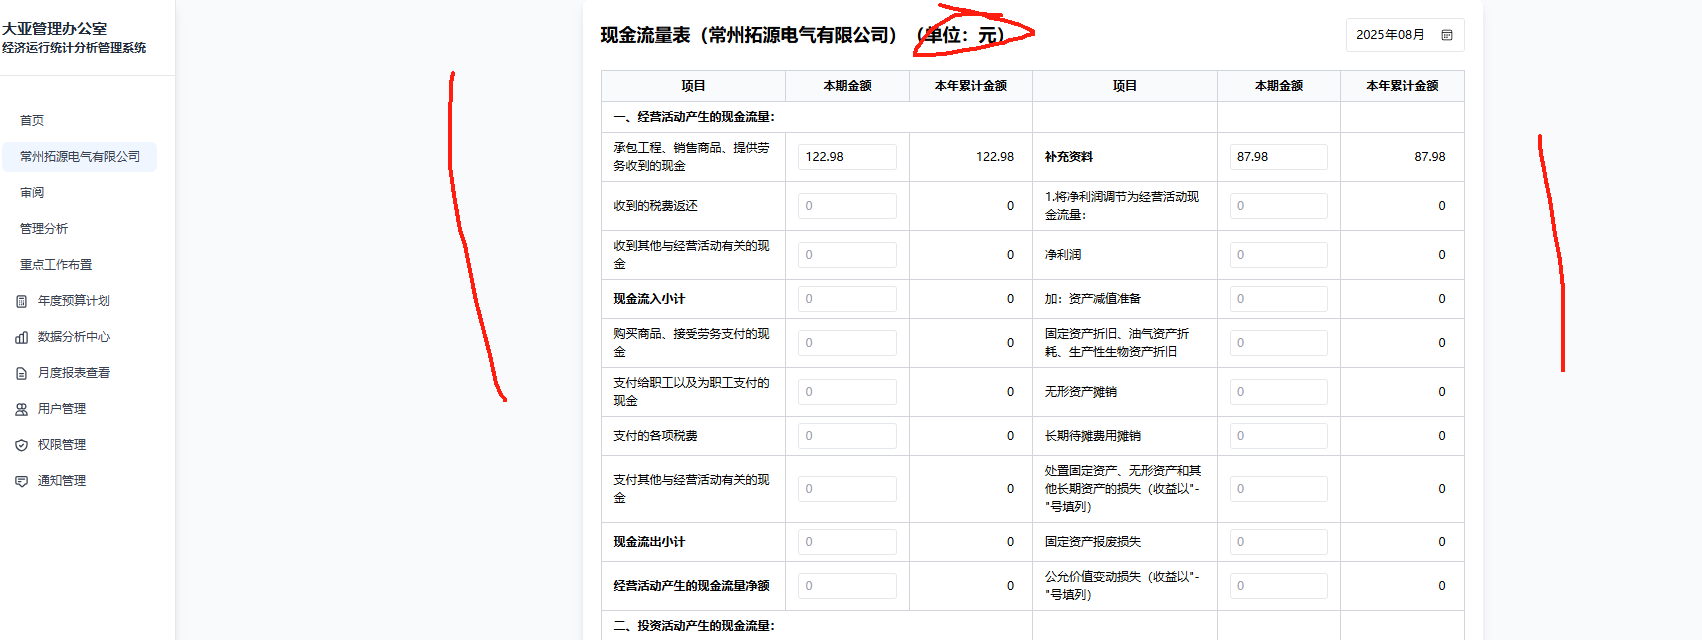 大亚管理办公室
经济运行统计分析管理系统
首页
常州拓源电气有限公司
审阅
管理分析
重点工作布置
年度预算计划
数据分析中心
月度报表查看
用户管理
权限管理
通知管理
现金流量表（常州拓源电气有限公司）（单位：元）
2025年08月
项目 本期金额 本年累计金额 项目 本期金额 本年累计金额
一、经营活动产生的现金流量：
承包工程、销售商品、提供劳
务收到的现金
122.98 122.98 补充资料 87.98 87.98
收到的税费返还 0 0
1.将净利润调节为经营活动现
金流量：
0 0
收到其他与经营活动有关的现
金
0 0 净利润 0 0
现金流入小计 0 0 加：资产减值准备 0 0
购买商品、接受劳务支付的现
金
0 0
固定资产折旧、油气资产折
耗、生产性生物资产折旧
0 0
支付给职工以及为职工支付的
现金
0 0 无形资产摊销 0 0
支付的各项税费 0 0 长期待摊费用摊销 0 0
支付其他与经营活动有关的现
金
0 0
处置固定资产、无形资产和其
他长期资产的损失（收益以"-
"号填列）
0 0
现金流出小计 0 0 固定资产报废损失 0 0
经营活动产生的现金流量净额 0 0
公允价值变动损失（收益以"-
"号填列）
0 0
二、投资活动产生的现金流量：